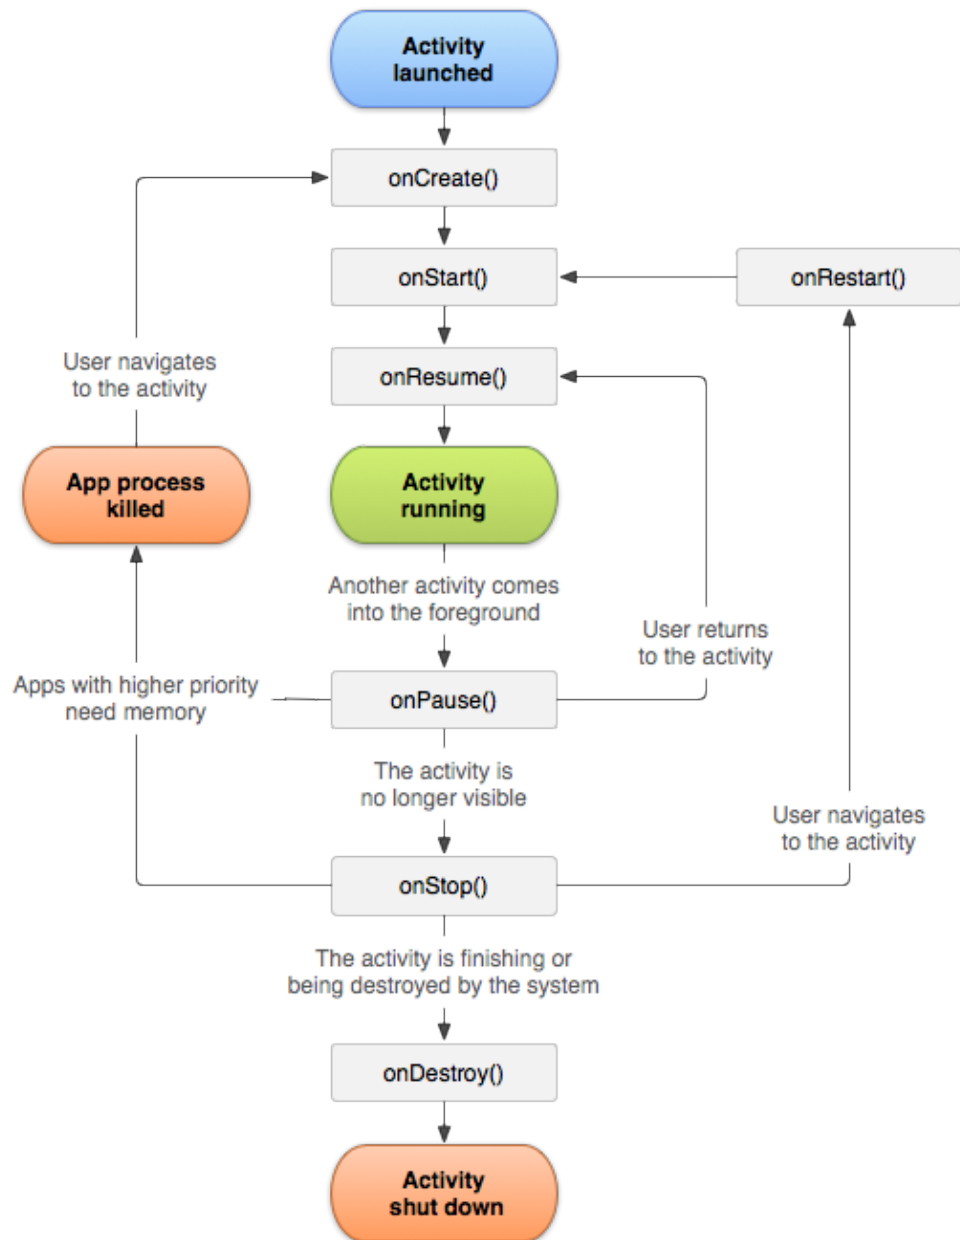 Activity
launched
onCreate()
onStart()
onRestart()
User navigates
to the activity
onResume()
App process
killed
Activity
running
Another activity comes
into the foreground
User returns
to the activity
Apps with higher priority
need memory
onPause()
The activity is
no longer visible
User navigates
to the activity
onStop()
The activity is finishing or
being destroyed by the system
onDestroy()
Activity
shut down